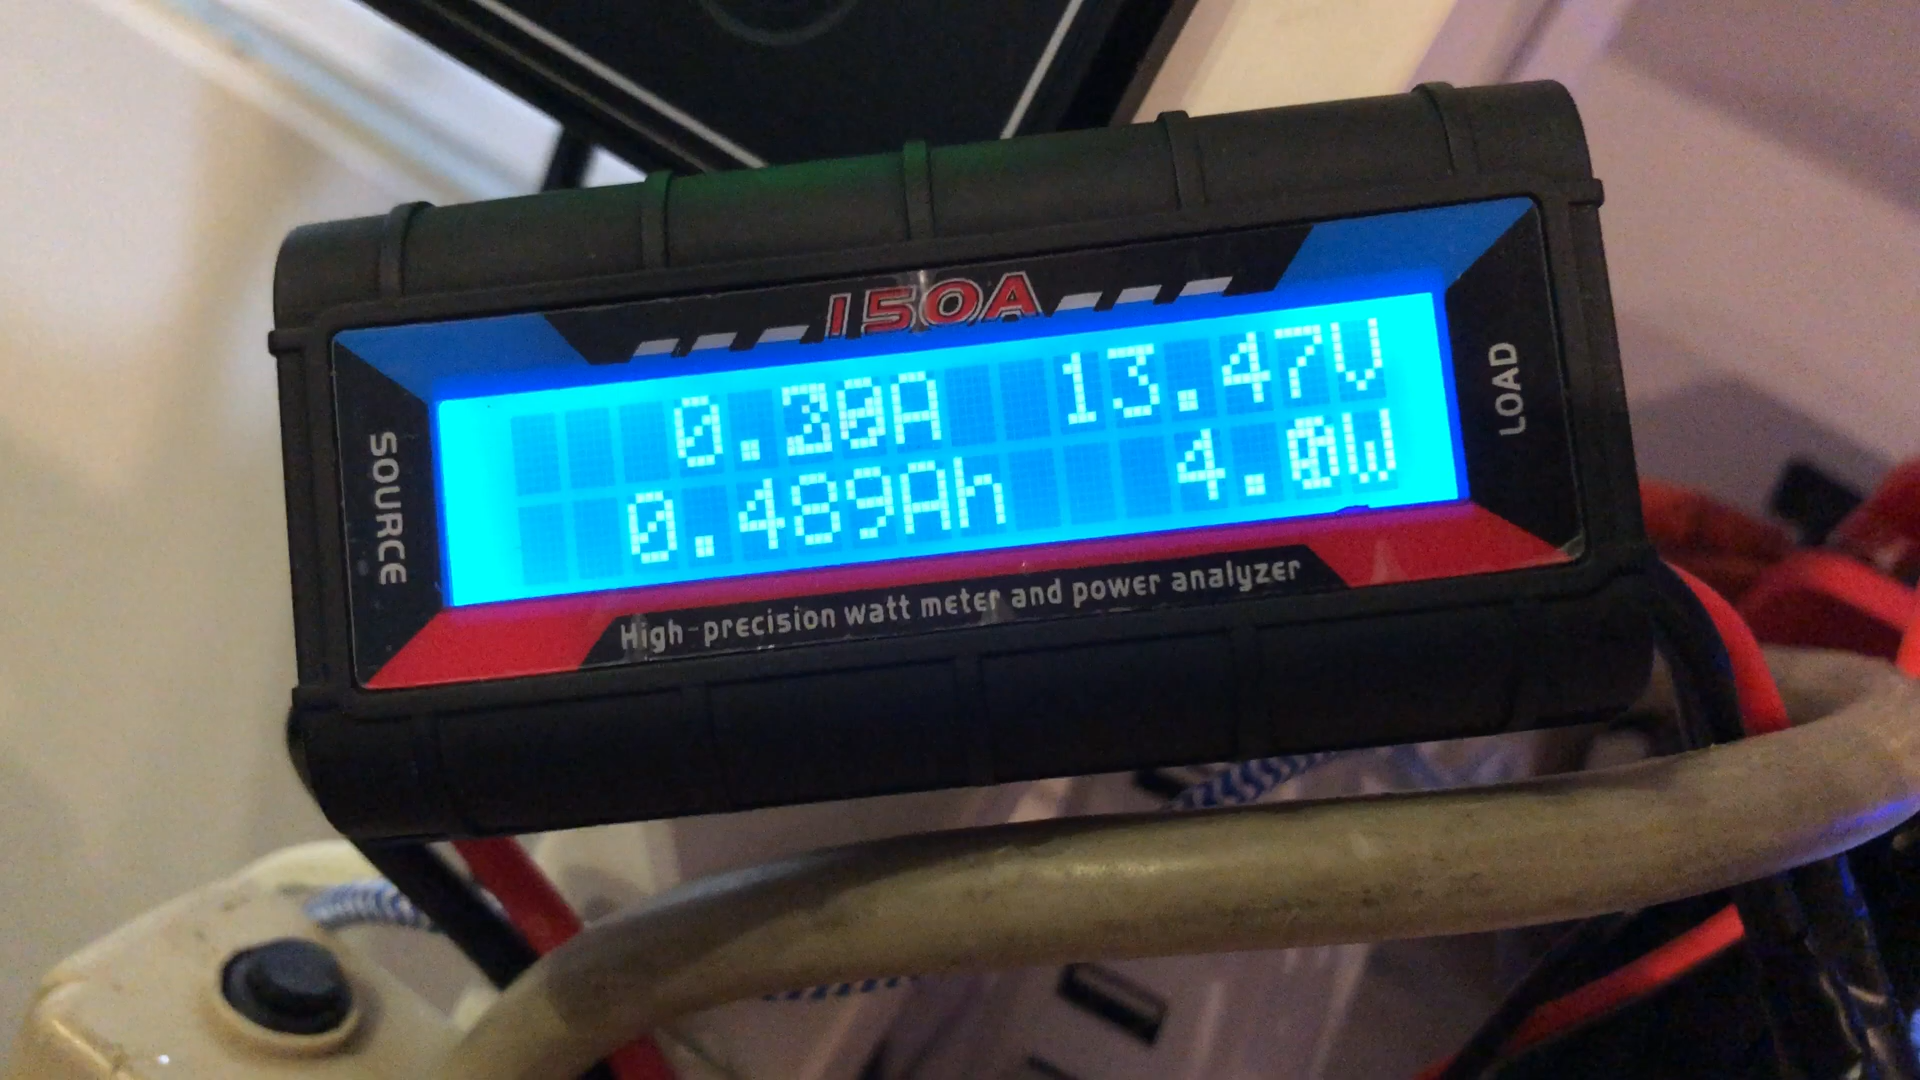 150A
0.30A 13.47V
0.489Ah 4.0W
SOURCE
LOAD
High-precision watt meter and power analyzer